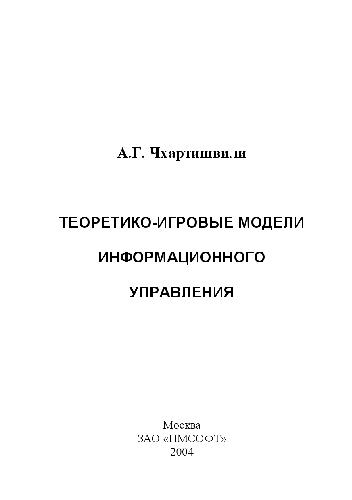 А.Г. Чхартишвили
ТЕОРЕТИКО-ИГРОВЫЕ МОДЕЛИ
ИНФОРМАЦИОННОГО
УПРАВЛЕНИЯ
Москва
ЗАО «ПМСОФТ»
2004